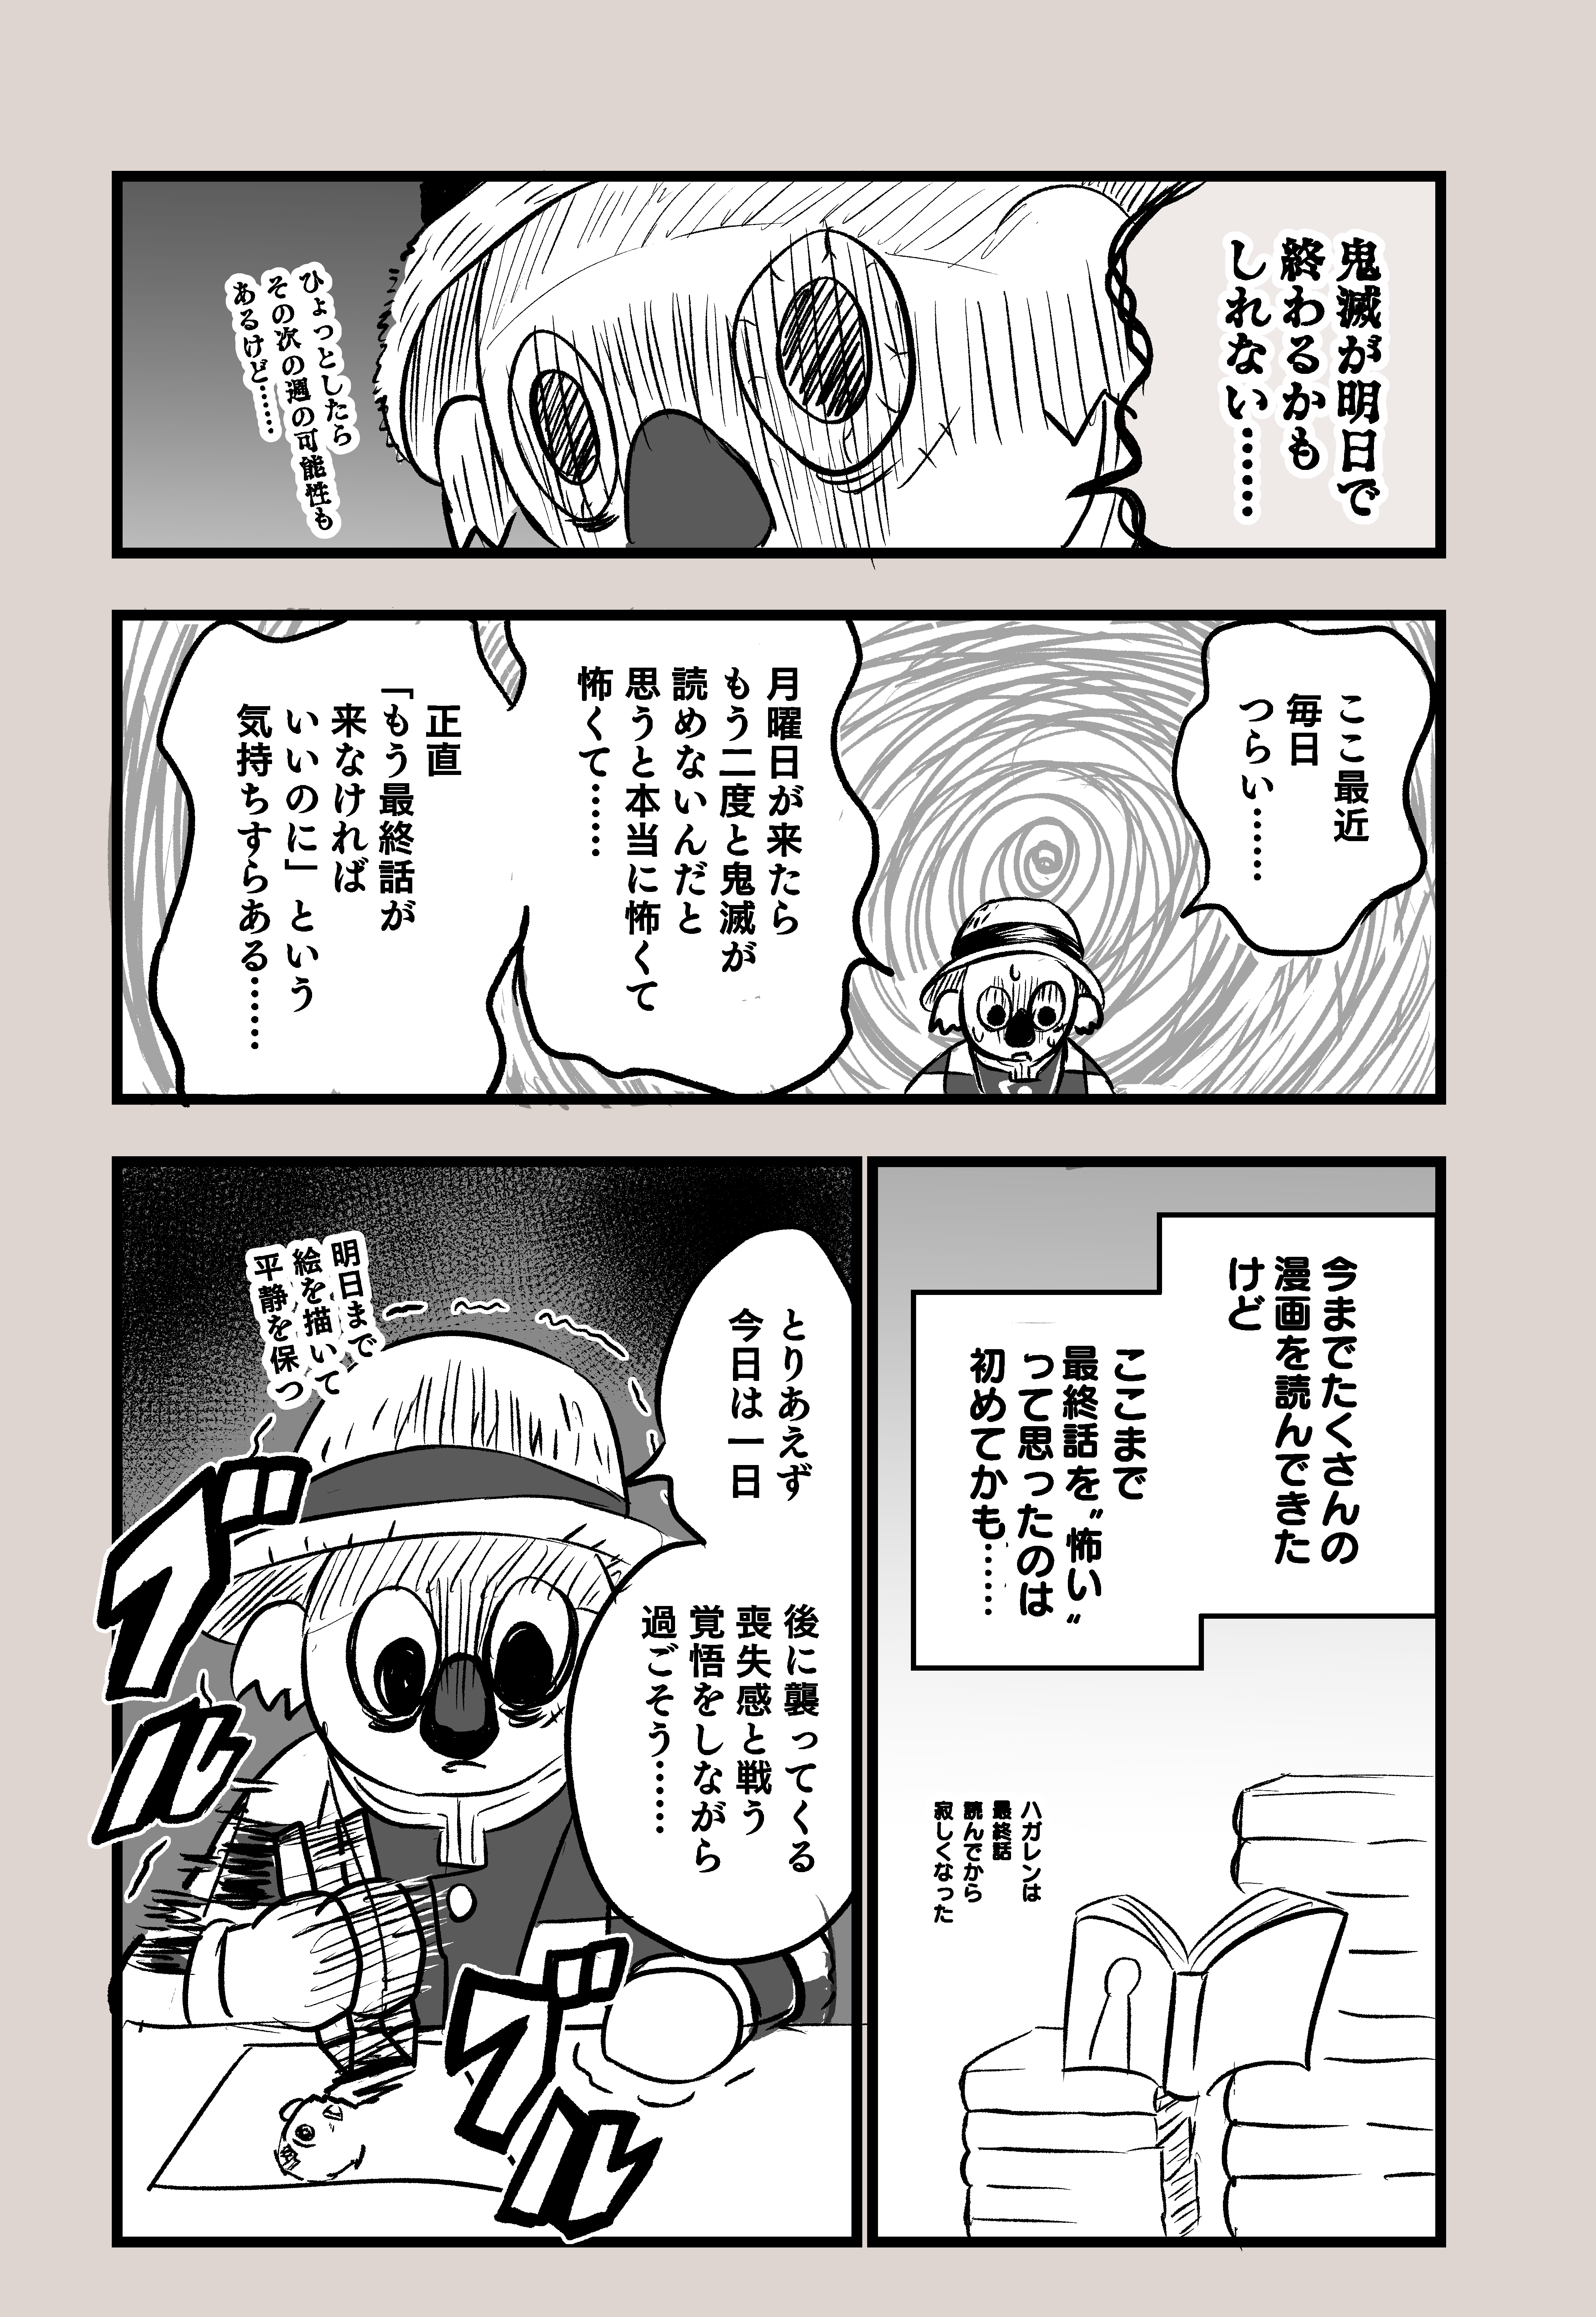 鬼滅が明日で
終わるかも
しれない……
ひょっとしたら
その次の週の可能性も
あるけど……
ここ最近
毎日
つらい……
月曜日が来たら
もう二度と鬼滅が
読めないんだと
思うと本当に怖くて
怖くて……
正直
「もう最終話が
来なければ
いいのに」という
気持ちすらある……
今までたくさんの
漫画を読んできた
けど
ここまで
最終話を〝怖い〟
って思ったのは
初めてかも……
ハガレンは
最終話
読んでから
寂しくなった
とりあえず
今日は一日
後に襲ってくる
喪失感と戦う
覚悟をしながら
過ごそう……
明日まで
絵を描いて
平静を保つ
ブル
ブル